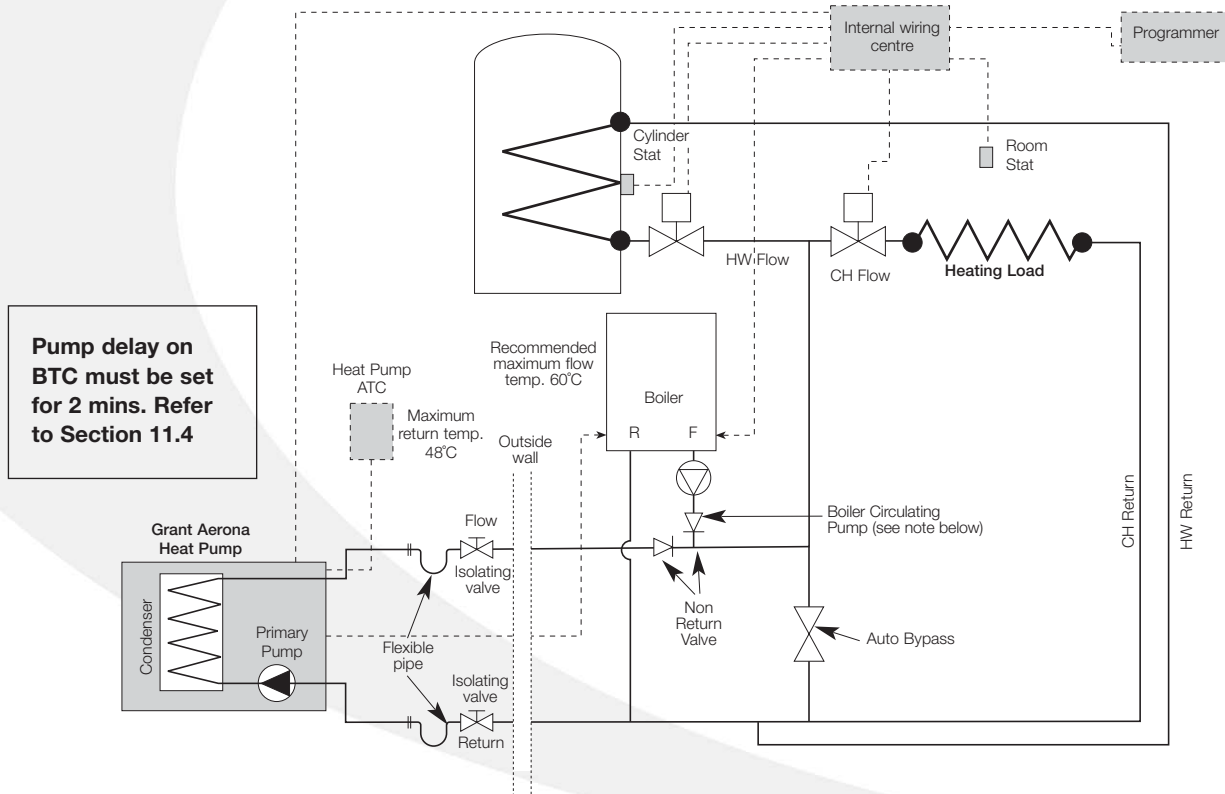 Internal wiring
centre
Programmer
Cylinder
Stat
Room
Stat
HW Flow
CH Flow
Heating Load
Pump delay on
BTC must be set
for 2 mins. Refer
to Section 11.4
Heat Pump
ATC
Maximum
return temp.
48˚C
Recommended
maximum flow
temp. 60˚C
Boiler
R
F
Outside
wall
Boiler Circulating
Pump (see note below)
CH Return
HW Return
Grant Aerona
Heat Pump
Flow
Isolating
valve
Condenser
Primary
Pump
Flexible
pipe
Non
Return
Valve
Auto Bypass
Isolating
valve
Return